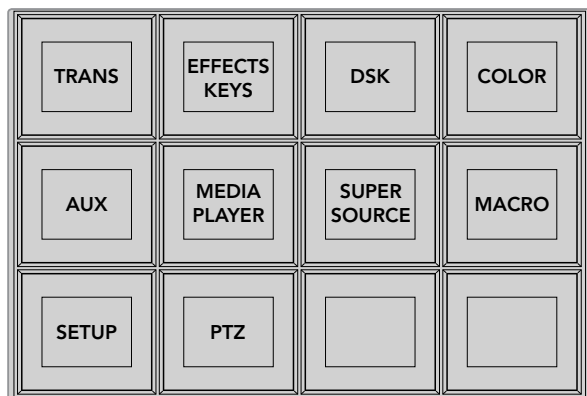 TRANS
EFFECTS
KEYS
DSK
COLOR
AUX
MEDIA
PLAYER
SUPER
SOURCE
MACRO
SETUP
PTZ